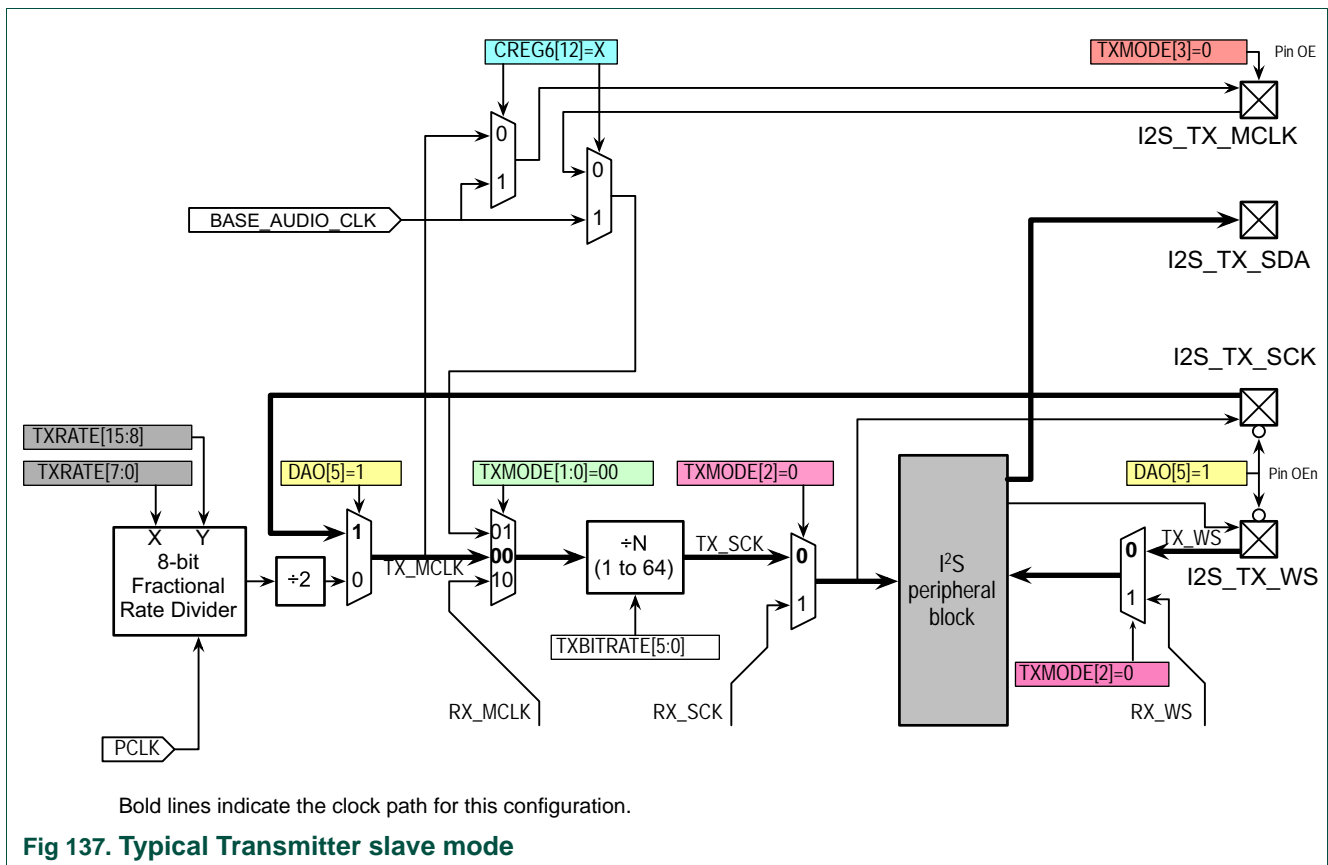 CREG6[12]=X
TXMODE[3]=0
Pin OE
0
1
0
1
I2S_TX_MCLK
BASE_AUDIO_CLK
I2S_TX_SDA
I2S_TX_SCK
TXRATE[15:8]
TXRATE[7:0]
DAO[5]=1
TXMODE[1:0]=00
TXMODE[2]=0
DAO[5]=1
Pin OEn
X Y
8-bit
Fractional
Rate Divider
÷2
1
0
TX_MCLK
01
00
10
÷N
(1 to 64)
TX_SCK
0
1
I²S
peripheral
block
0
1
TX_WS
I2S_TX_WS
TXBITRATE[5:0]
TXMODE[2]=0
RX_MCLK
RX_SCK
RX_WS
PCLK
Bold lines indicate the clock path for this configuration.
Fig 137. Typical Transmitter slave mode